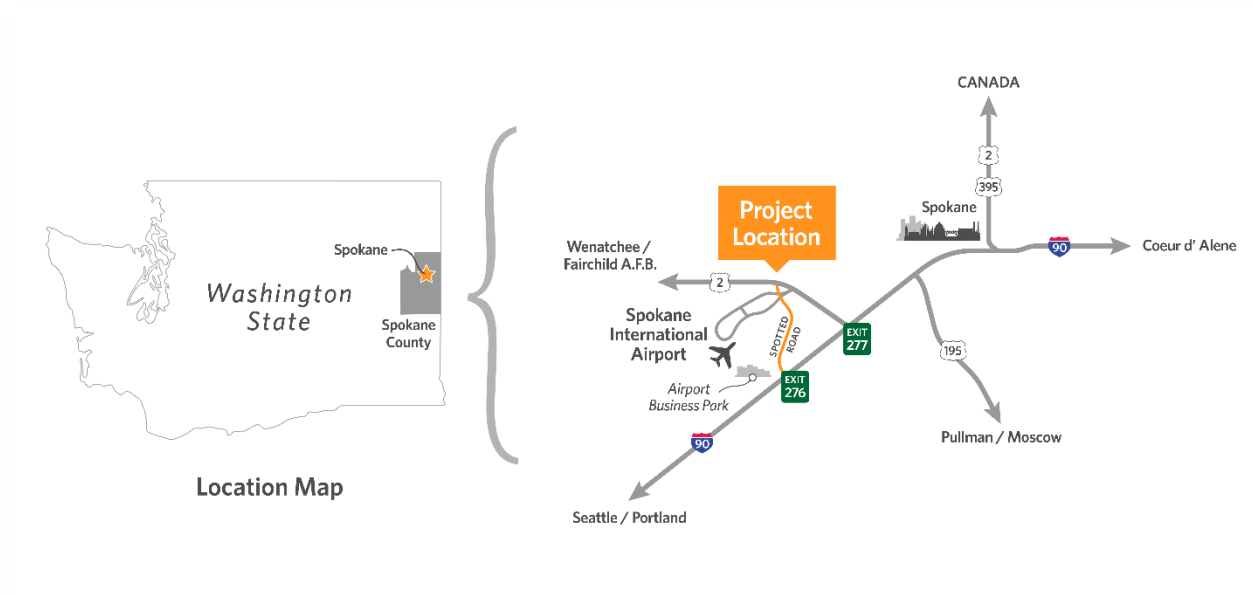 Spokane
Washington
State
Spokane
County
Location Map
CANADA
2
395
Spokane
90
Coeur d' Alene
Project
Location
Wenatchee /
Fairchild A.F.B.
2
Spokane
International
Airport
SPOTTED
ROAD
EXIT
277
EXIT
276
Airport
Business Park
195
Pullman / Moscow
90
Seattle / Portland